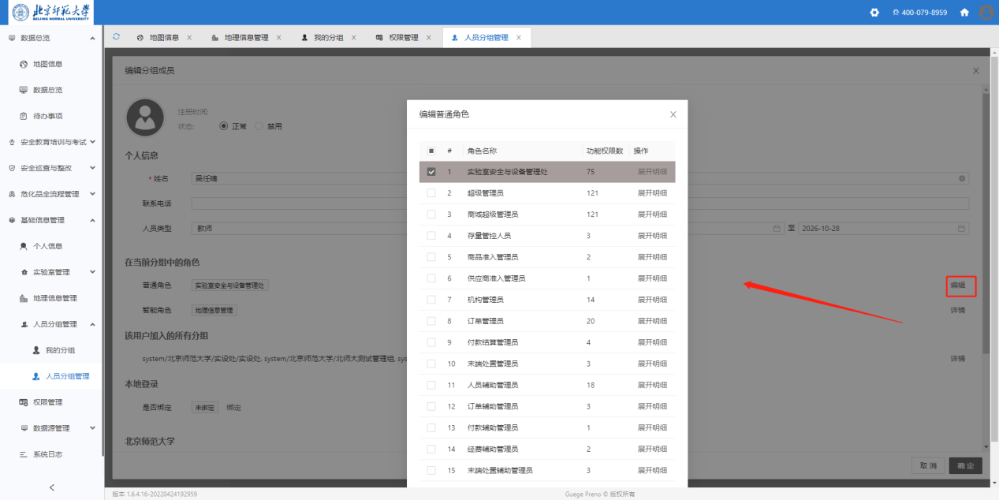 北京师范大学
BEIJING NORMAL UNIVERSITY
400-079-8959
数据总览
地图信息
地理信息管理
我的分组
权限管理
人员分组管理
地图信息
数据总览
待办事项
安全教育培训与考试
安全巡查与整改
危化品全流程管理
基础信息管理
个人信息
实验室管理
地理信息管理
人员分组管理
我的分组
人员分组管理
权限管理
数据源管理
系统日志
编辑分组成员
注册时间:
状态: 正常 禁用
个人信息
* 姓名 吴任嫡
联系电话
人员类型 教师 至 2026-10-28
在当前分组中的角色
普通角色 实验室安全与设备管理处 编辑
智能角色 地理信息管理 详情
该用户加入的所有分组
system/北京师范大学/实设处/实设处, system/北京师范大学/北师大测试管理组, sys 详情
本地登录
是否绑定 未绑定 绑定
北京师范大学
取 消 确 定
编辑普通角色
# 角色名称 功能权限数 操作
1 实验室安全与设备管理处 75 展开明细
2 超级管理员 121 展开明细
3 商城超级管理员 121 展开明细
4 存量管控人员 3 展开明细
5 商品准入管理员 2 展开明细
6 供应商准入管理员 1 展开明细
7 机构管理员 14 展开明细
8 订单管理员 20 展开明细
9 付款结算管理员 4 展开明细
10 末端处置管理员 3 展开明细
11 人员辅助管理员 18 展开明细
12 订单辅助管理员 3 展开明细
13 付款辅助管理员 1 展开明细
14 经费辅助管理员 2 展开明细
15 末端处置辅助管理员 3 展开明细
版本 1.6.4.16-20220424192959
Guege Preno © 版权所有